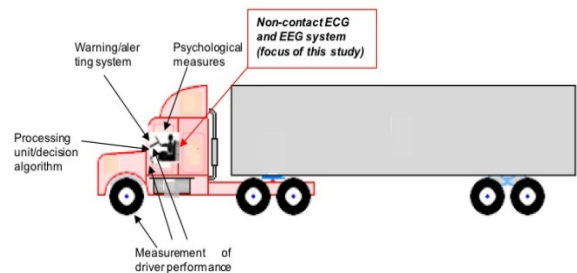 Warning/aler
ting system
Psychological
measures
Non-contact ECG
and EEG system
(focus of this study)
Processing
unit/decision
algorithm
Measurement of
driver performance